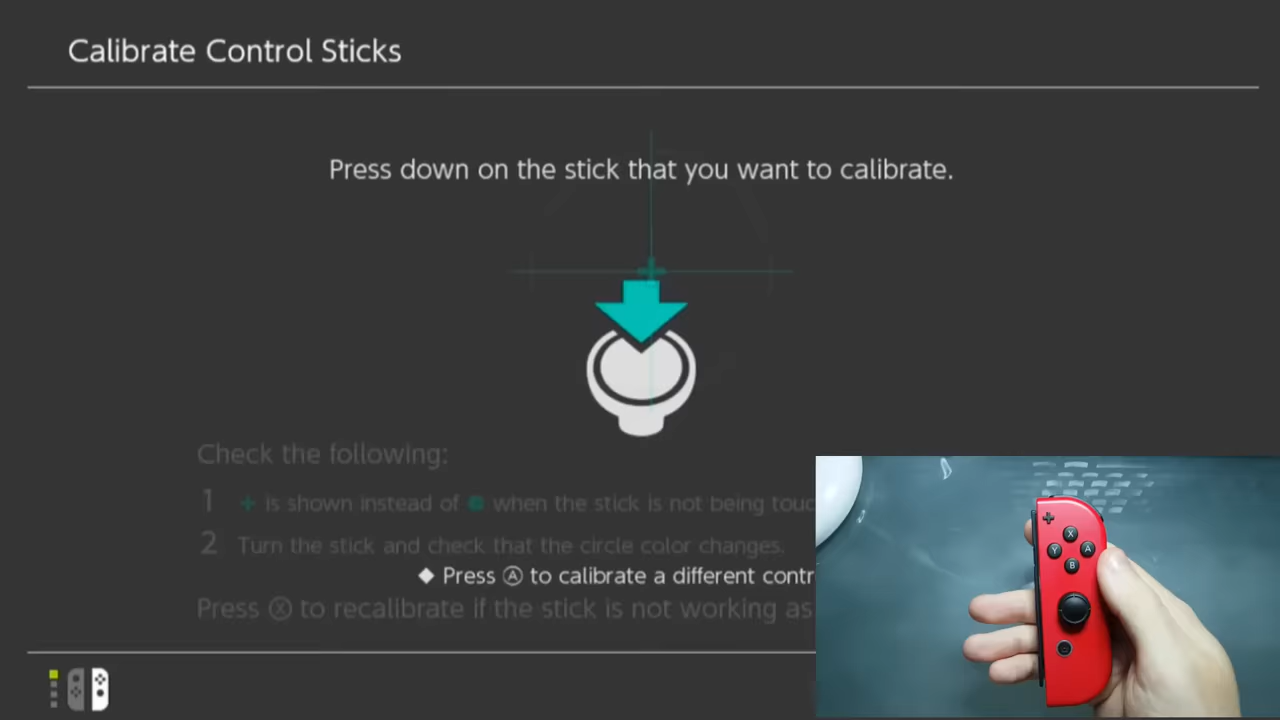 Calibrate Control Sticks
Press down on the stick that you want to calibrate.
Check the following:
1 + is shown instead of ● when the stick is not being
2 Turn the stick and check that the circle color changes.
◆ Press Ⓐ to calibrate a different
Press Ⓧ to recalibrate if the stick is not working as
+
X
Y A
B